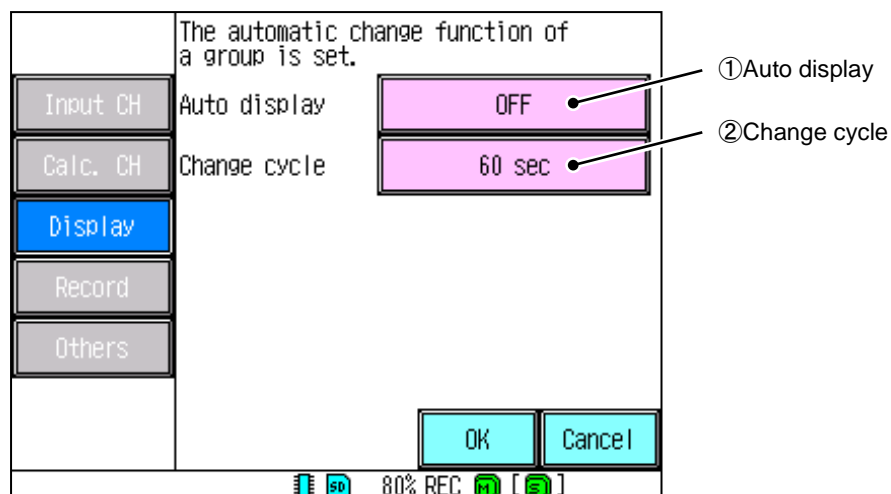 The automatic change function of
a group is set.
Input CH
Auto display
OFF
①Auto display
Calc. CH
Change cycle
60 sec
②Change cycle
Display
Record
Others
OK
Cancel
SD 80% REC M [S]